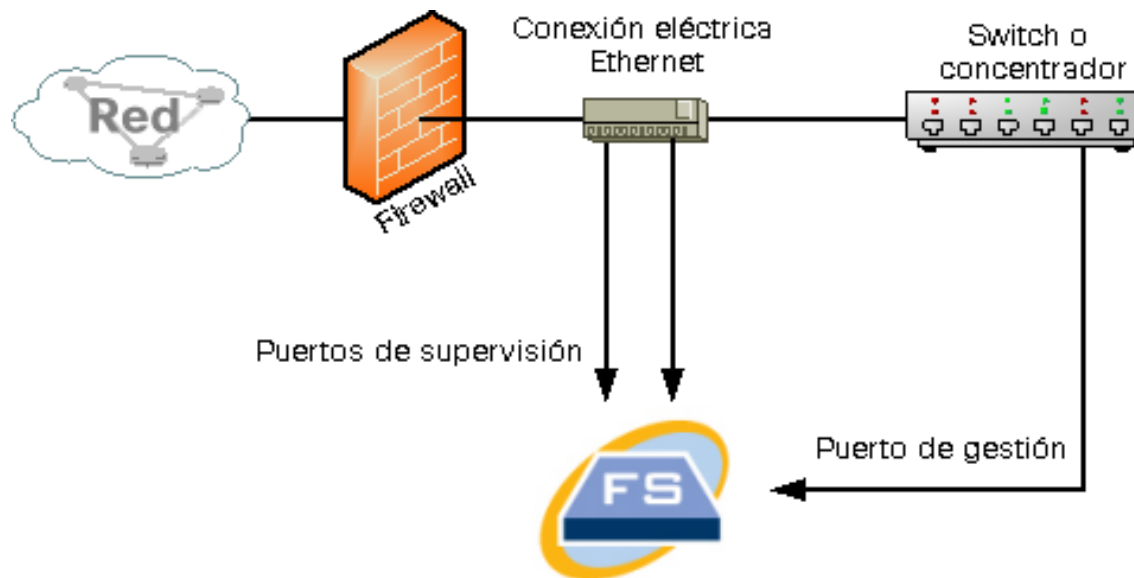 Conexión eléctrica
Ethernet
Switch o
concentrador
Red
Firewall
Puertos de supervisión
Puerto de gestión
FS